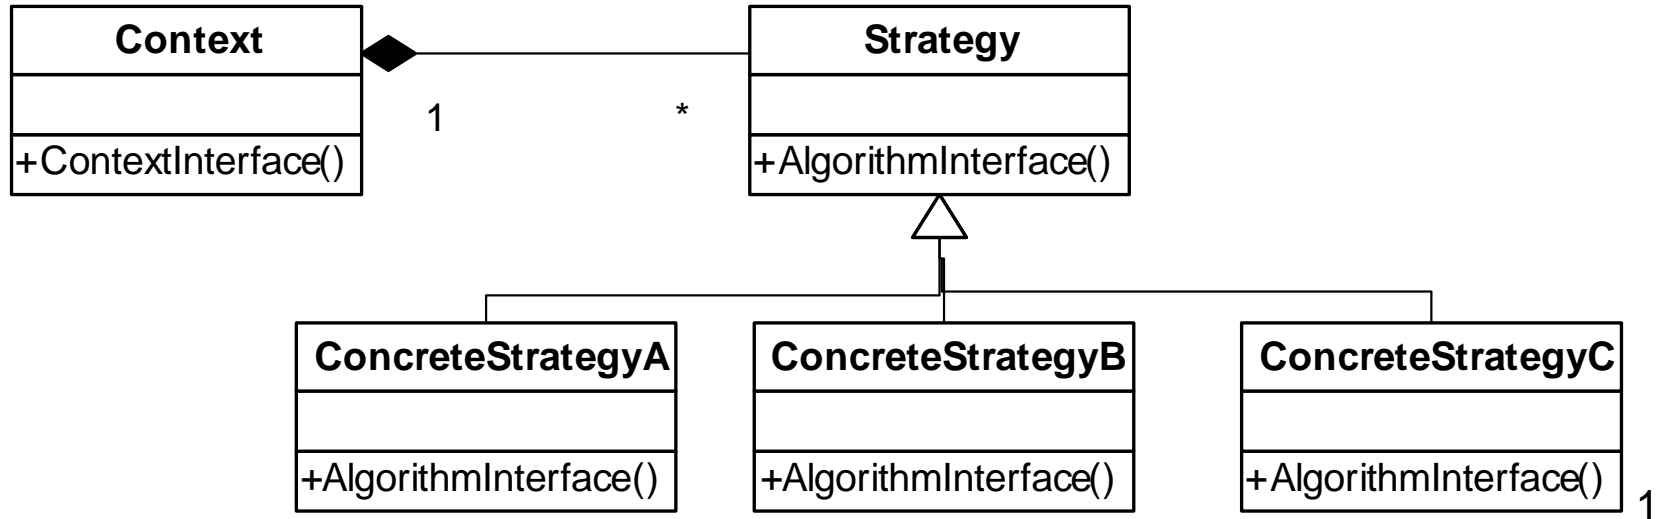 Context
Strategy
1
*
+ContextInterface()
+AlgorithmInterface()
ConcreteStrategyA
ConcreteStrategyB
ConcreteStrategyC
+AlgorithmInterface()
+AlgorithmInterface()
+AlgorithmInterface()
1